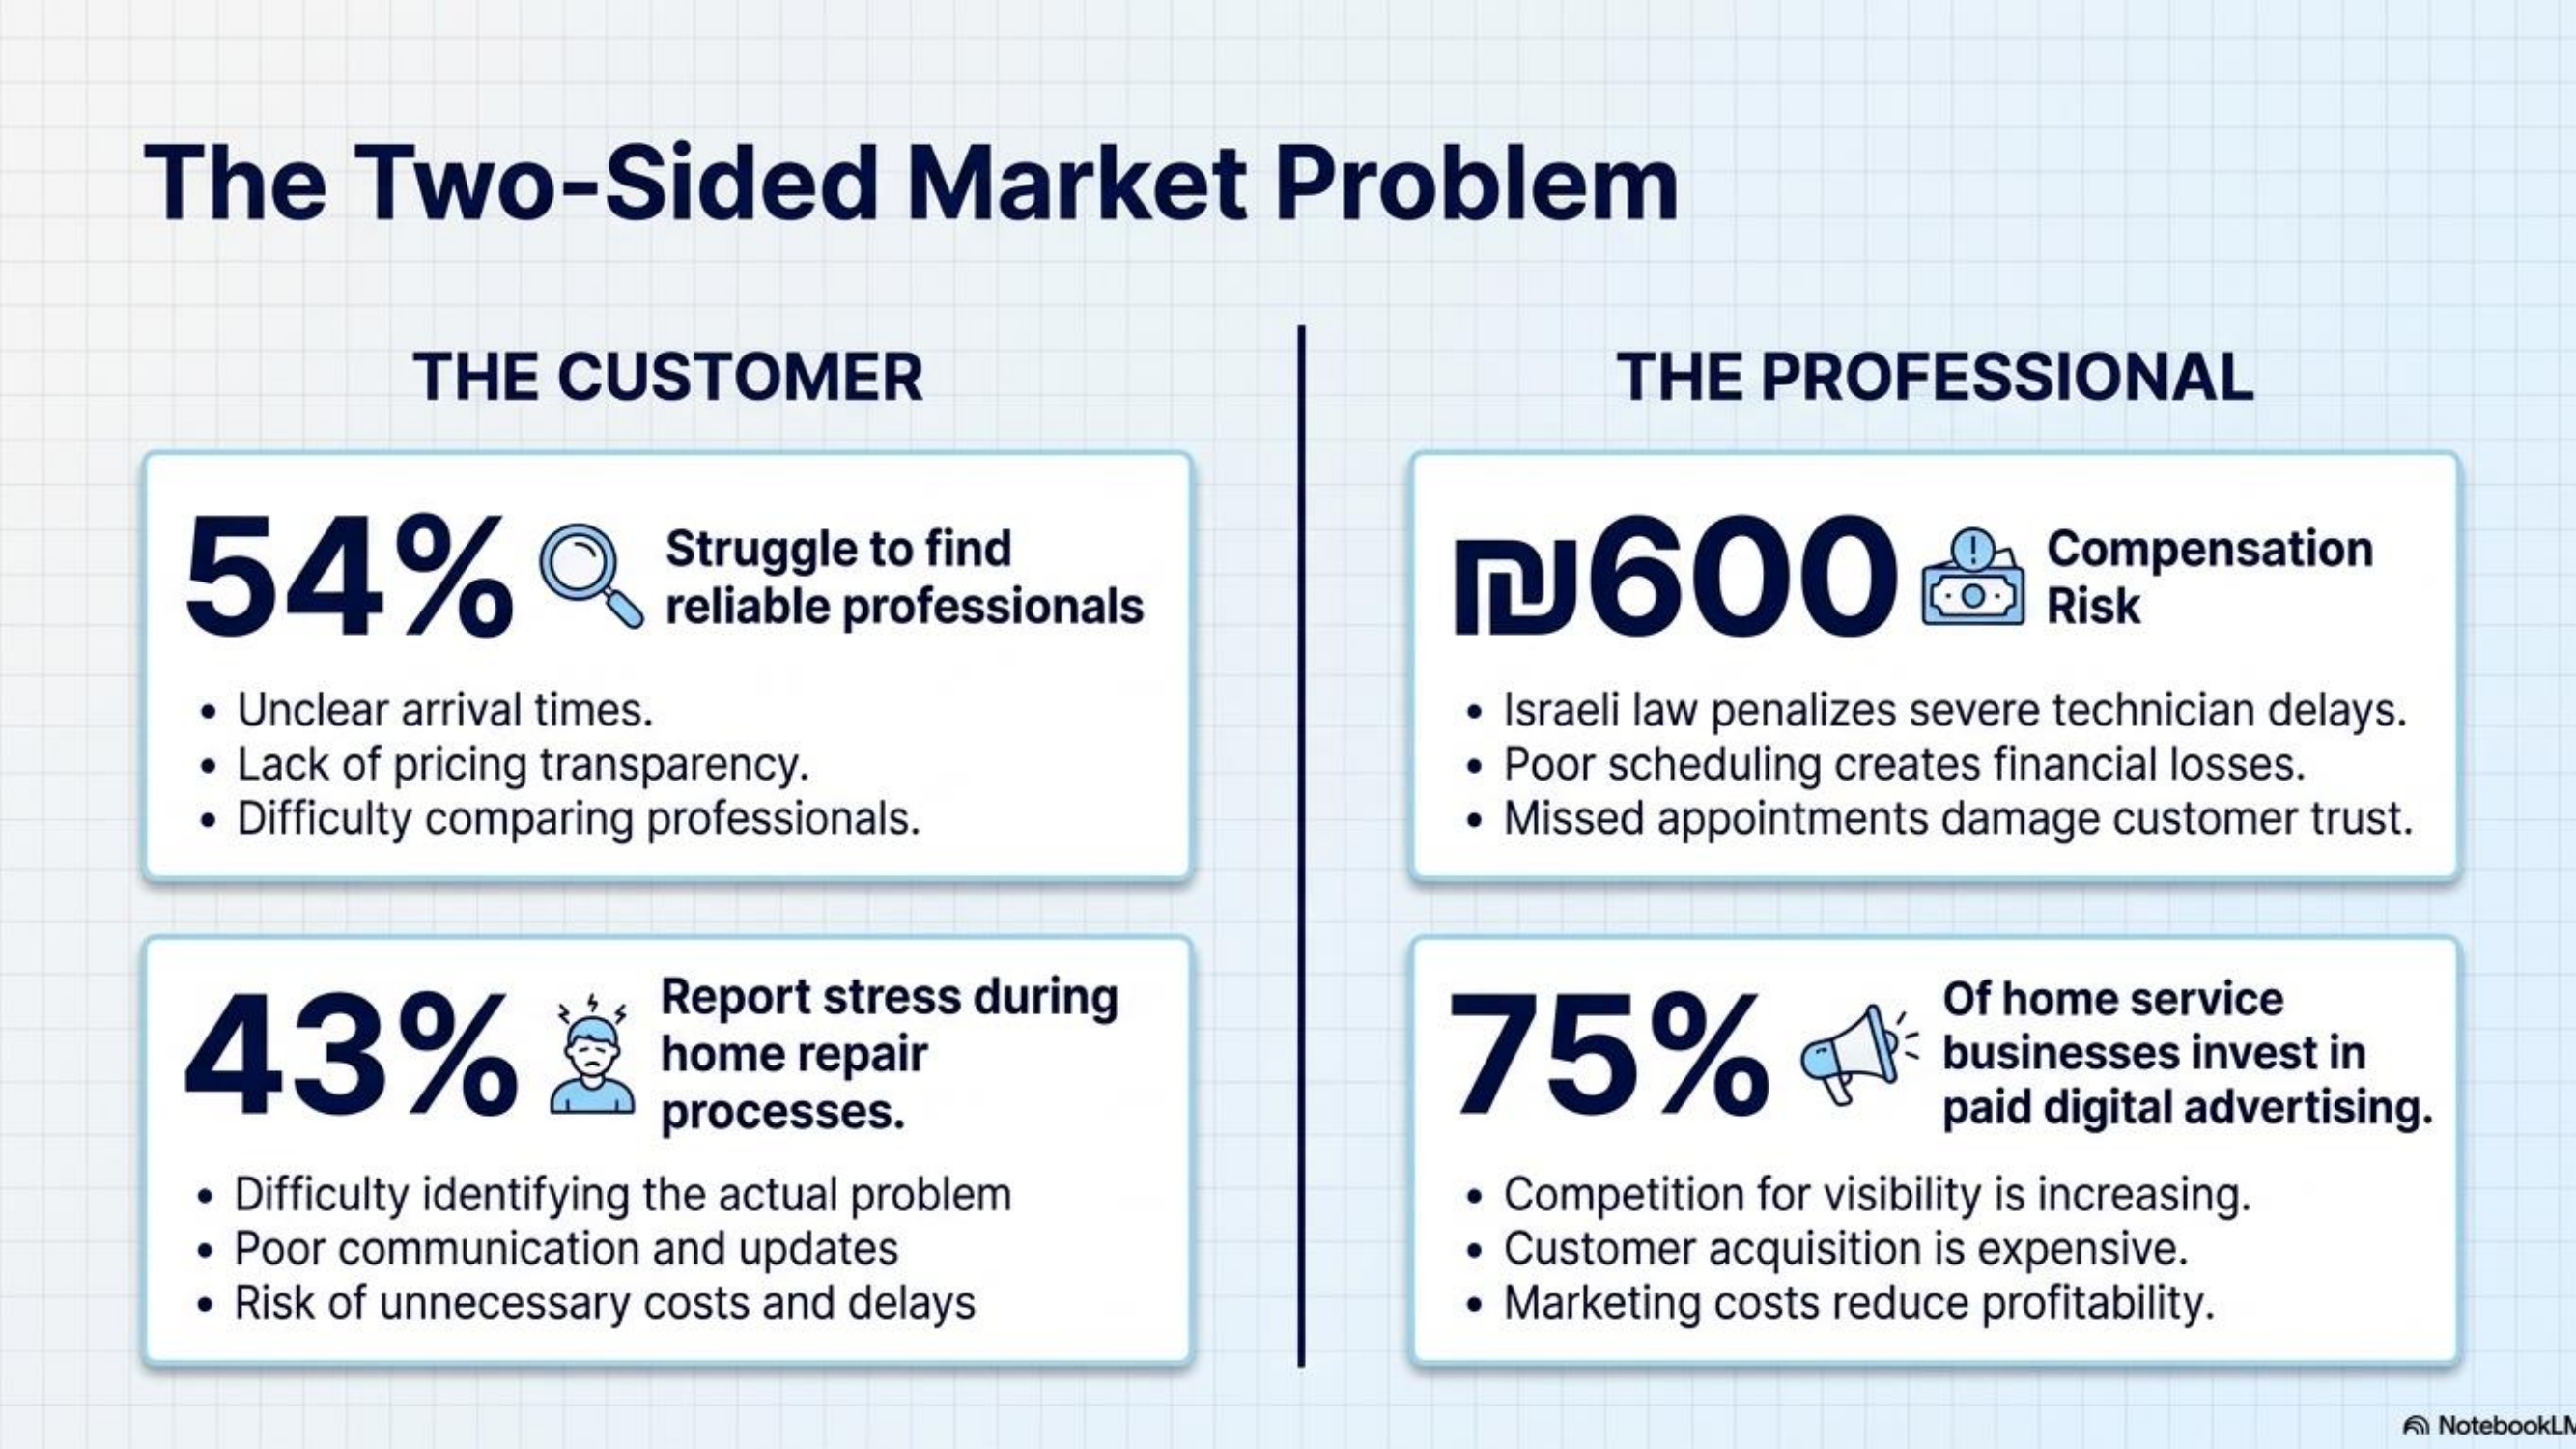 The Two-Sided Market Problem
THE CUSTOMER
54%
Struggle to find
reliable professionals
• Unclear arrival times.
• Lack of pricing transparency.
• Difficulty comparing professionals.
43%
Report stress during
home repair
processes.
• Difficulty identifying the actual problem
• Poor communication and updates
• Risk of unnecessary costs and delays
THE PROFESSIONAL
₪600
Compensation
Risk
• Israeli law penalizes severe technician delays.
• Poor scheduling creates financial losses.
• Missed appointments damage customer trust.
75%
Of home service
businesses invest in
paid digital advertising.
• Competition for visibility is increasing.
• Customer acquisition is expensive.
• Marketing costs reduce profitability.
NotebookLM